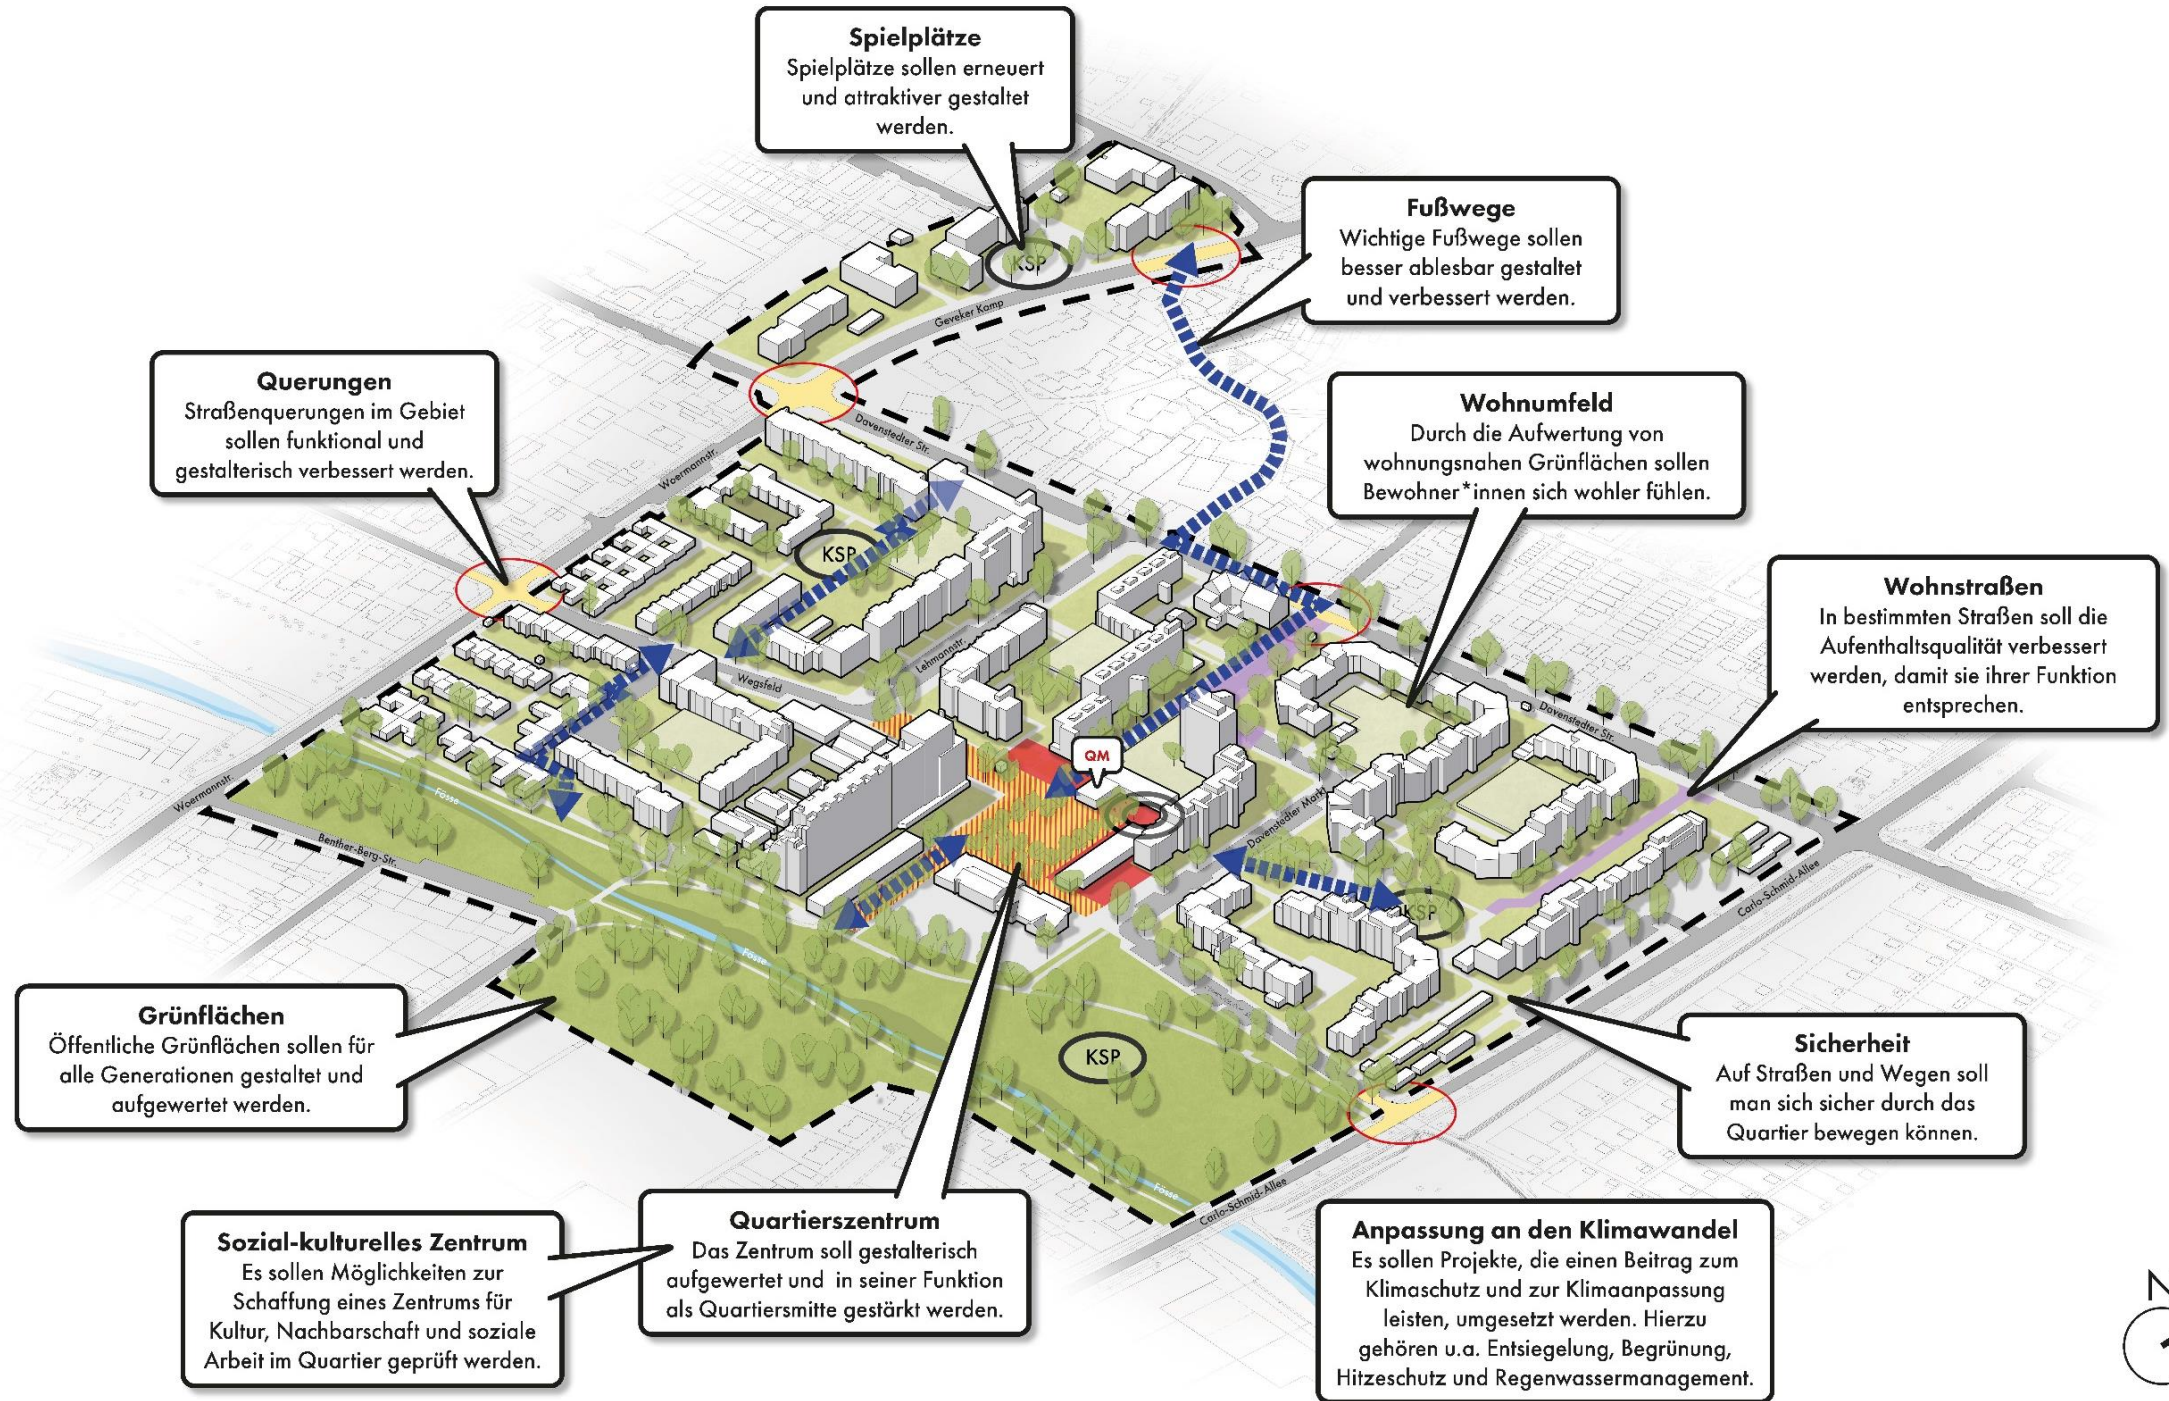 Spielplätze
Spielplätze sollen erneuert
und attraktiver gestaltet
werden.
Fußwege
Wichtige Fußwege sollen
besser ablesbar gestaltet
und verbessert werden.
KSP
Geveker Kamp
Querungen
Straßenquerungen im Gebiet
sollen funktional und
gestalterisch verbessert werden.
Wohnumfeld
Durch die Aufwertung von
wohnungsnahen Grünflächen sollen
Bewohner*innen sich wohler fühlen.
Davenstedter Str.
Woermannstr.
KSP
Wohnstraßen
In bestimmten Straßen soll die
Aufenthaltsqualität verbessert
werden, damit sie ihrer Funktion
entsprechen.
Lehmannstr.
Wegsfeld
Davenstedter Str.
QM
Woermannstr.
Fösse
Benther-Berg-Str.
Davenstedter Markt
Carlo-Schmid-Allee
KSP
Fösse
Grünflächen
Öffentliche Grünflächen sollen für
alle Generationen gestaltet und
aufgewertet werden.
KSP
Sicherheit
Auf Straßen und Wegen soll
man sich sicher durch das
Quartier bewegen können.
Fösse
Carlo-Schmid-Allee
Sozial-kulturelles Zentrum
Es sollen Möglichkeiten zur
Schaffung eines Zentrums für
Kultur, Nachbarschaft und soziale
Arbeit im Quartier geprüft werden.
Quartierszentrum
Das Zentrum soll gestalterisch
aufgewertet und in seiner Funktion
als Quartiersmitte gestärkt werden.
Anpassung an den Klimawandel
Es sollen Projekte, die einen Beitrag zum
Klimaschutz und zur Klimaanpassung
leisten, umgesetzt werden. Hierzu
gehören u.a. Entsiegelung, Begrünung,
Hitzeschutz und Regenwassermanagement.
N